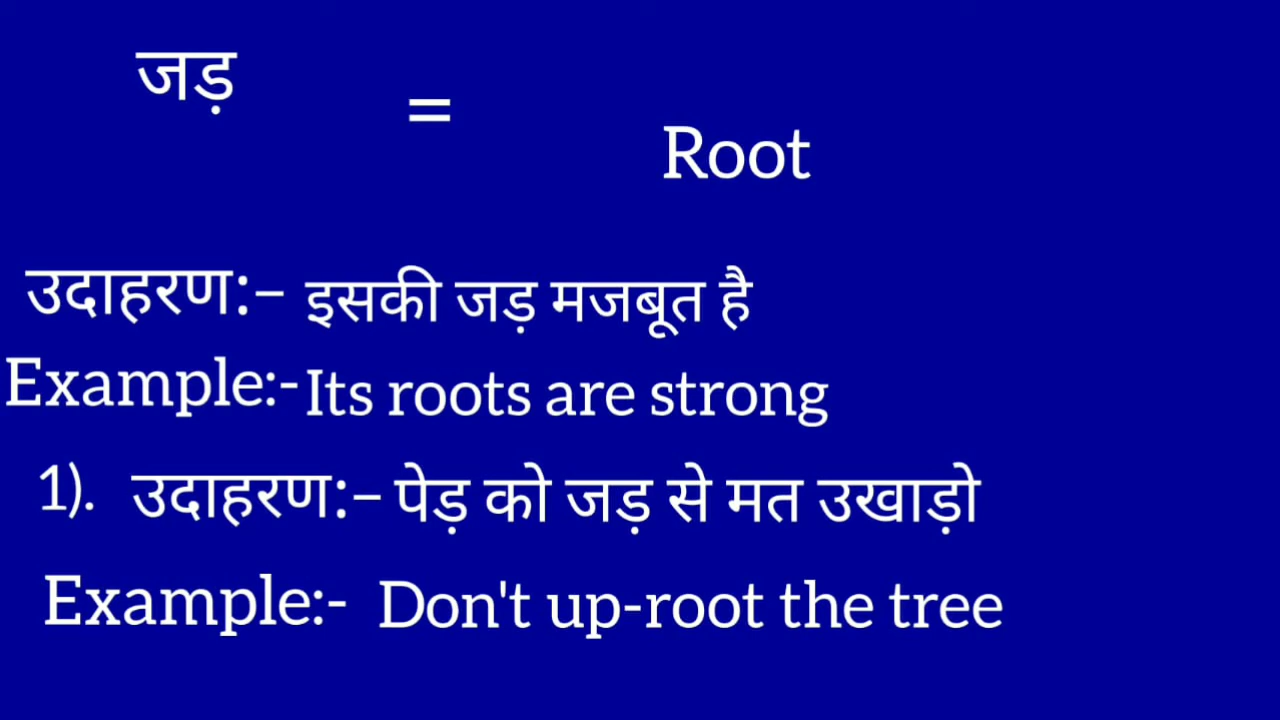 जड़ = Root
उदाहरण:– इसकी जड़ मजबूत है
Example:- Its roots are strong
1). उदाहरण:– पेड़ को जड़ से मत उखाड़ो
Example:- Don't up-root the tree